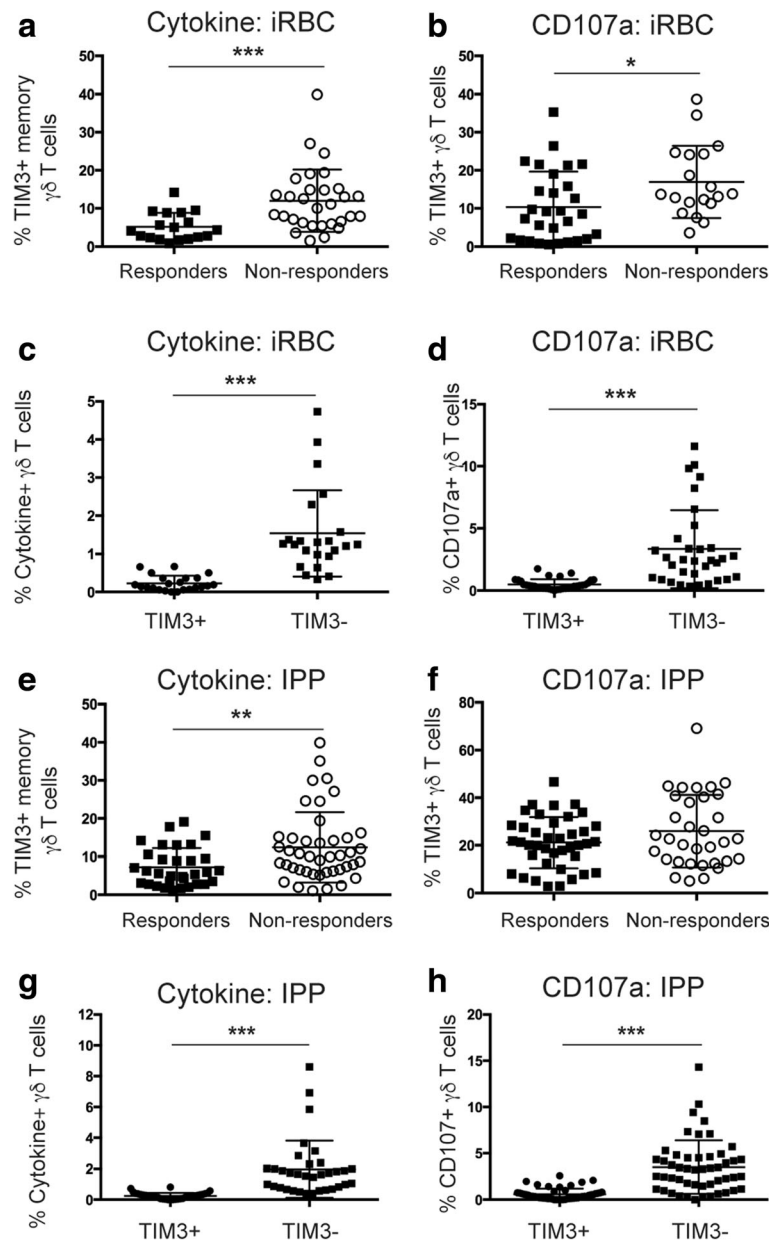 a
Cytokine: iRBC
***
% TIM3+ memory
γδ T cells
50
40
30
20
10
0
Responders Non-responders
b
CD107a: iRBC
*
% TIM3+ γδ T cells
50
40
30
20
10
0
Responders Non-responders
c
Cytokine: iRBC
***
% Cytokine+ γδ T cells
5
4
3
2
1
0
TIM3+ TIM3-
d
CD107a: iRBC
***
% CD107a+ γδ T cells
15
10
5
0
TIM3+ TIM3-
e
Cytokine: IPP
**
% TIM3+ memory
γδ T cells
50
40
30
20
10
0
Responders Non-responders
f
CD107a: IPP
% TIM3+ γδ T cells
80
60
40
20
0
Responders Non-responders
g
Cytokine: IPP
***
% Cytokine+ γδ T cells
12
10
8
6
4
2
0
TIM3+ TIM3-
h
CD107a: IPP
***
% CD107+ γδ T cells
20
15
10
5
0
TIM3+ TIM3-